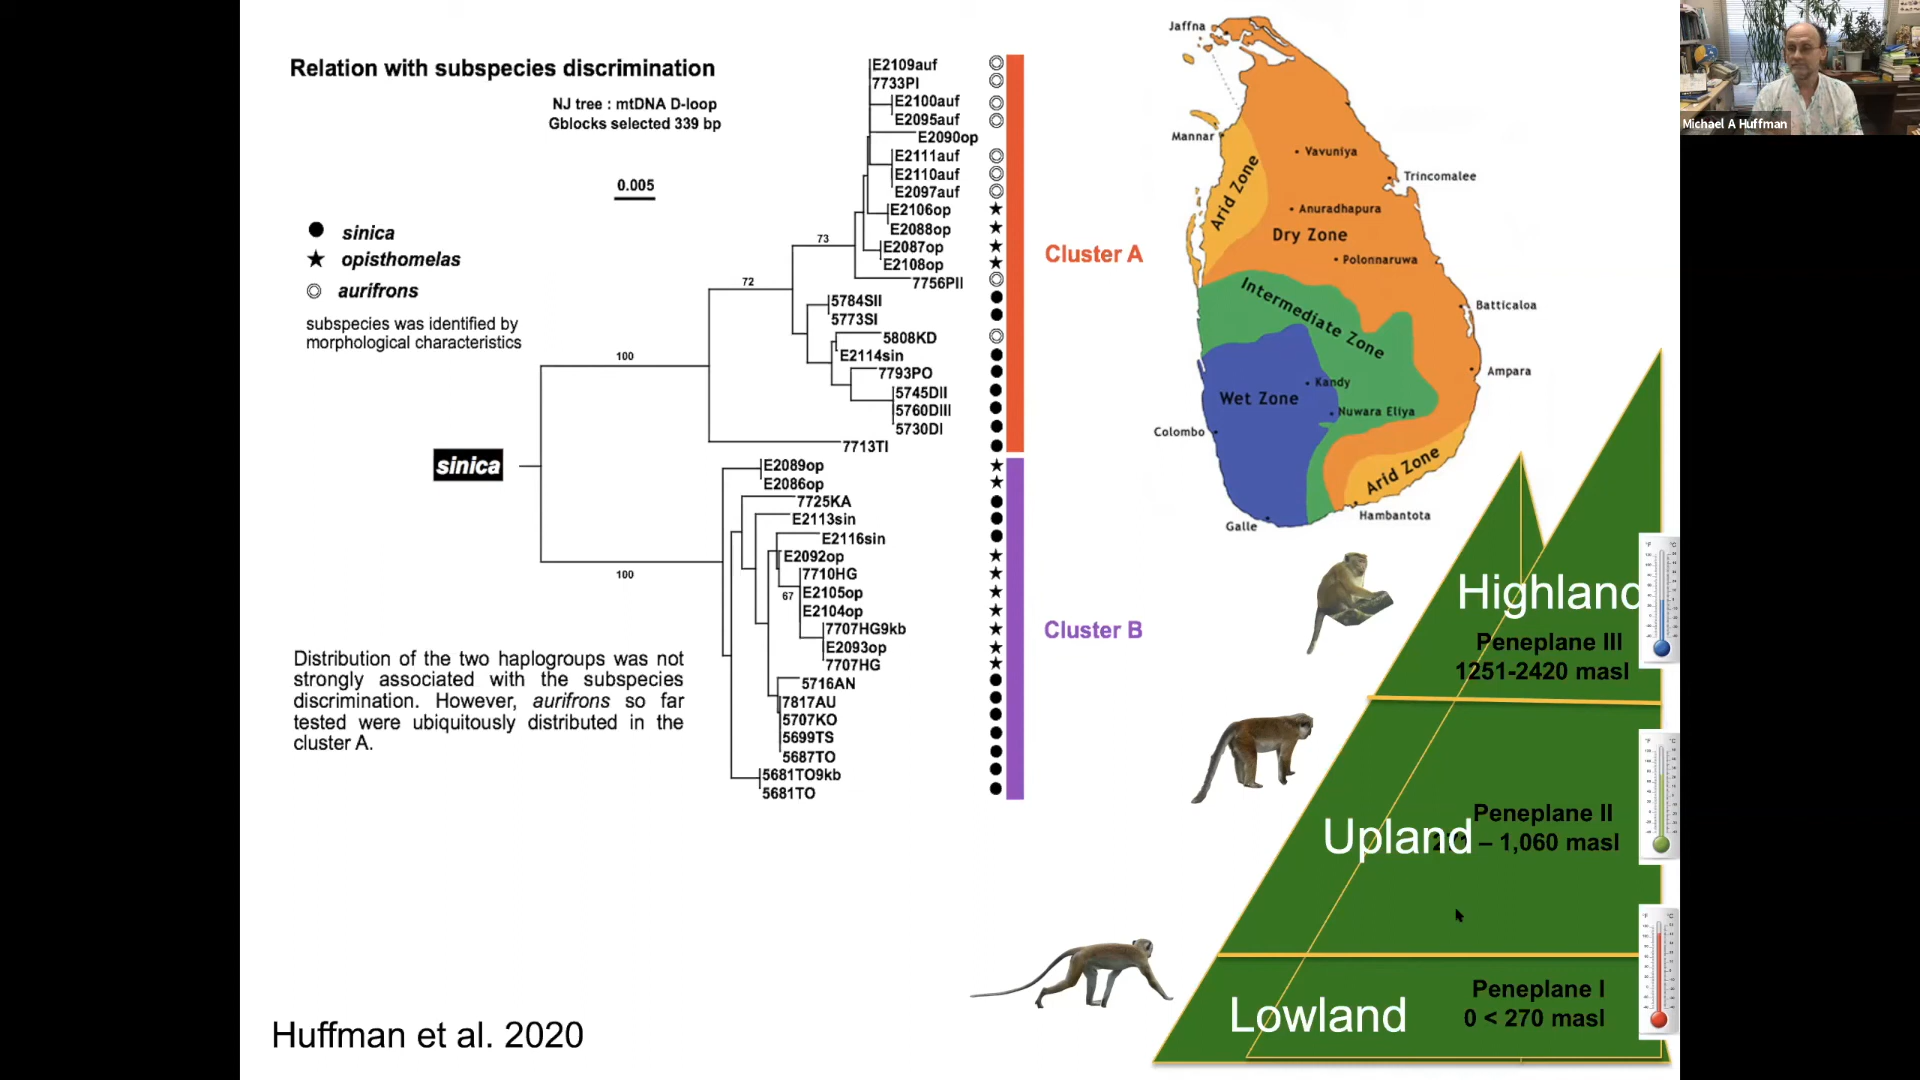 Relation with subspecies discrimination
NJ tree : mtDNA D-loop
Gblocks selected 339 bp
0.005
sinica
opisthomelas
aurifrons
subspecies was identified by
morphological characteristics
sinica
100
72
73
100
67
E2109auf
7733PI
E2100auf
E2095auf
E2090op
E2111auf
E2110auf
E2097auf
E2106op
E2088op
E2087op
E2108op
7756PII
5784SII
5773SI
5808KD
E2114sin
7793PO
5745DII
5760DIII
5730DI
7713TI
E2089op
E2086op
7725KA
E2113sin
E2116sin
E2092op
7710HG
E2105op
E2104op
7707HG9kb
E2093op
7707HG
5716AN
7817AU
5707KO
5699TS
5687TO
5681TO9kb
5681TO
Cluster A
Cluster B
Distribution of the two haplogroups was not
strongly associated with the subspecies
discrimination. However, aurifrons so far
tested were ubiquitously distributed in the
cluster A.
Huffman et al. 2020
Jaffna
Mannar
Vavuniya
Trincomalee
Arid Zone
Anuradhapura
Dry Zone
Polonnaruwa
Intermediate Zone
Batticaloa
Kandy
Ampara
Wet Zone
Nuwara Eliya
Colombo
Arid Zone
Hambantota
Galle
Highland
Peneplane III
1251-2420 masl
Peneplane II
Upland
– 1,060 masl
Peneplane I
Lowland
0 < 270 masl
Michael A Huffman